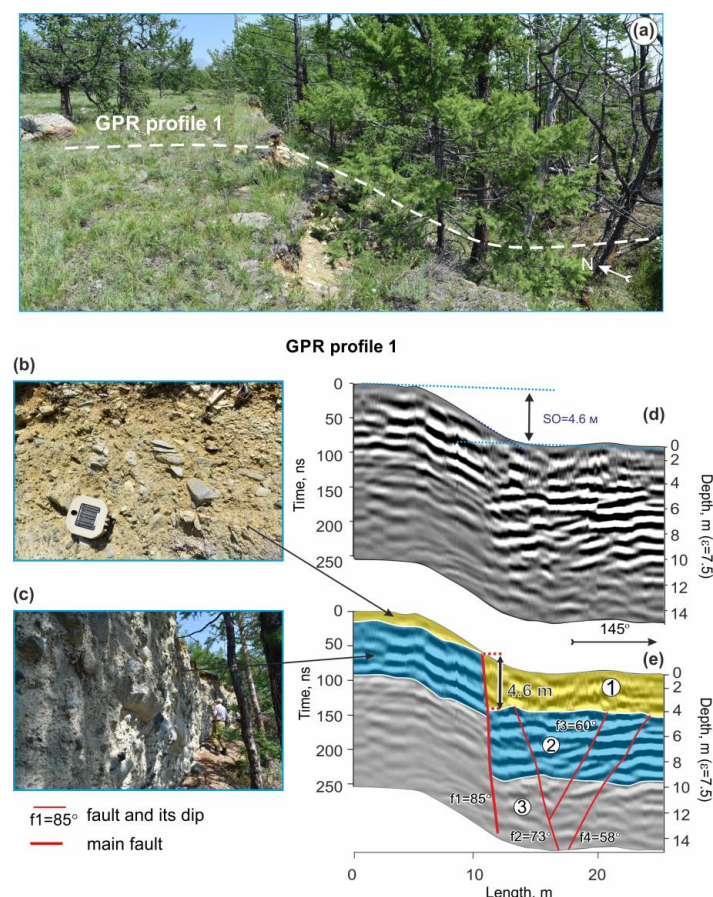 (a)
GPR profile 1
N
GPR profile 1
(b)
(d)
0
50
100
150
200
250
Time, ns
SO=4.6 м
0
2
4
6
8
10
12
14
Depth, m (ε=7.5)
145°
(c)
(e)
0
50
100
150
200
250
Time, ns
4.6 m
1
2
3
f3=60°
f1=85°
f2=73°
f4=58°
0
2
4
6
8
10
12
14
Depth, m (ε=7.5)
0
10
20
Length, m
f1=85° fault and its dip
main fault